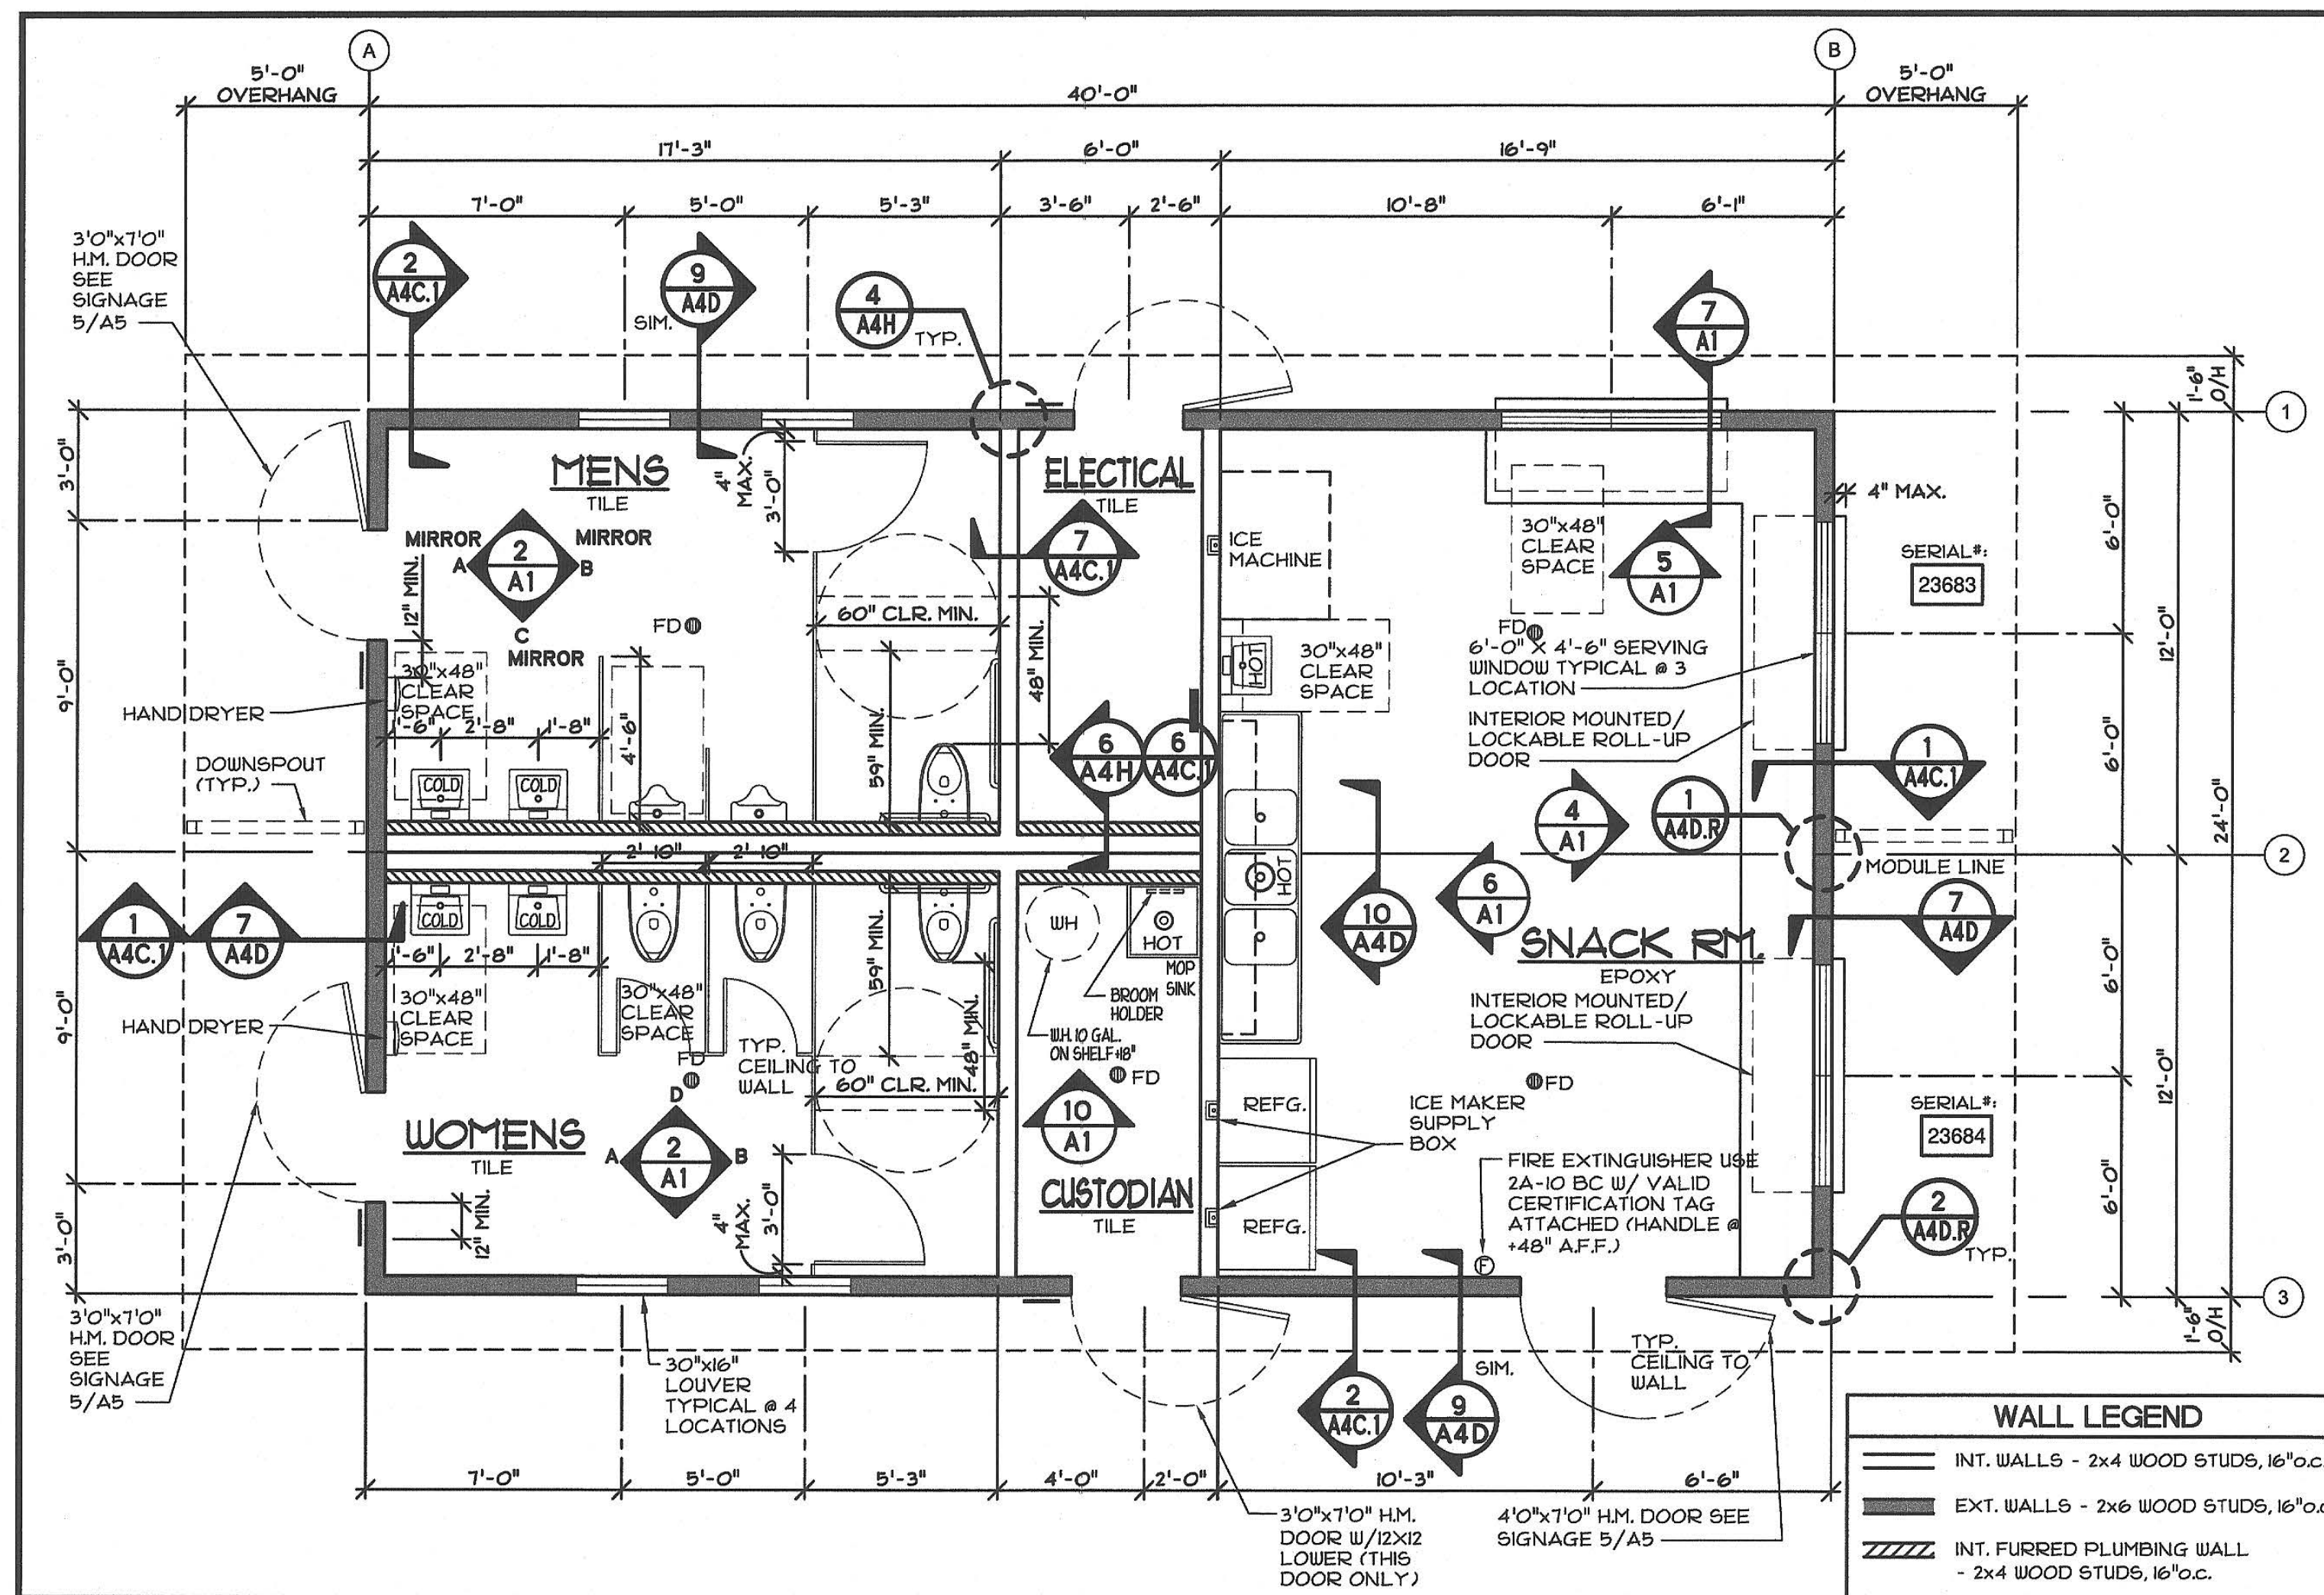 A
B
5'-0"
OVERHANG
40'-0"
5'-0"
OVERHANG
17'-3"
6'-0"
16'-9"
7'-0"
5'-0"
5'-3"
3'-6"
2'-6"
10'-8"
6'-1"
3'0"x7'0"
H.M. DOOR
SEE
SIGNAGE
5/A5
2
A4C.1
9
A4D
SIM.
4
A4H
TYP.
7
A1
1'-6"
O/H
1
3'-0"
MENS
TILE
4"
MAX.
3'-0"
ELECTICAL
TILE
4" MAX.
MIRROR
MIRROR
A
2
A1
B
C
MIRROR
12" MIN.
7
A4C.1
ICE
MACHINE
30"x48"
CLEAR
SPACE
5
A1
6'-0"
SERIAL#:
23683
FD
60" CLR. MIN.
48" MIN.
FD
6'-0" X 4'-6" SERVING
WINDOW TYPICAL @ 3
LOCATION
12'-0"
9'-0"
30"x48"
CLEAR
SPACE
HAND DRYER
HOT
30"x48"
CLEAR
SPACE
INTERIOR MOUNTED/
LOCKABLE ROLL-UP
DOOR
1'-6"
2'-8"
1'-8"
4'-6"
59" MIN.
6
A4H
6
A4C.1
6'-0"
1
A4C.1
DOWNSPOUT
(TYP.)
COLD
COLD
4
A1
1
A4D.R
24'-0"
2'-10"
2'-10"
MODULE LINE
2
HOT
1
A4C.1
7
A4D
COLD
COLD
WH
HOT
MOP
SINK
10
A4D
6
A1
7
A4D
1'-6"
2'-8"
1'-8"
59" MIN.
SNACK RM.
EPOXY
6'-0"
30"x48"
CLEAR
SPACE
30"x48"
CLEAR
SPACE
BROOM
HOLDER
INTERIOR MOUNTED/
LOCKABLE ROLL-UP
DOOR
HAND DRYER
9'-0"
FD
TYP.
CEILING TO
WALL
48" MIN.
W.H. 10 GAL.
ON SHELF +18"
FD
FD
12'-0"
60" CLR. MIN.
D
WOMENS
TILE
A
2
A1
B
10
A1
REFG.
ICE MAKER
SUPPLY
BOX
SERIAL#:
23684
CUSTODIAN
TILE
FIRE EXTINGUISHER USE
2A-10 BC W/ VALID
CERTIFICATION TAG
ATTACHED (HANDLE @
+48" A.F.F.)
6'-0"
3'-0"
12" MIN.
4"
MAX.
3'-0"
REFG.
F
2
A4D.R
TYP.
3
1'-6"
O/H
3'0"x7'0"
H.M. DOOR
SEE
SIGNAGE
5/A5
30"x16"
LOUVER
TYPICAL @ 4
LOCATIONS
2
A4C.1
9
A4D
SIM.
TYP.
CEILING TO
WALL
7'-0"
5'-0"
5'-3"
4'-0"
2'-0"
10'-3"
6'-6"
3'0"x7'0" H.M.
DOOR W/12X12
LOWER (THIS
DOOR ONLY)
4'0"x7'0" H.M. DOOR SEE
SIGNAGE 5/A5
WALL LEGEND
INT. WALLS - 2x4 WOOD STUDS, 16"o.c.
EXT. WALLS - 2x6 WOOD STUDS, 16"o.c
INT. FURRED PLUMBING WALL
- 2x4 WOOD STUDS, 16"o.c.